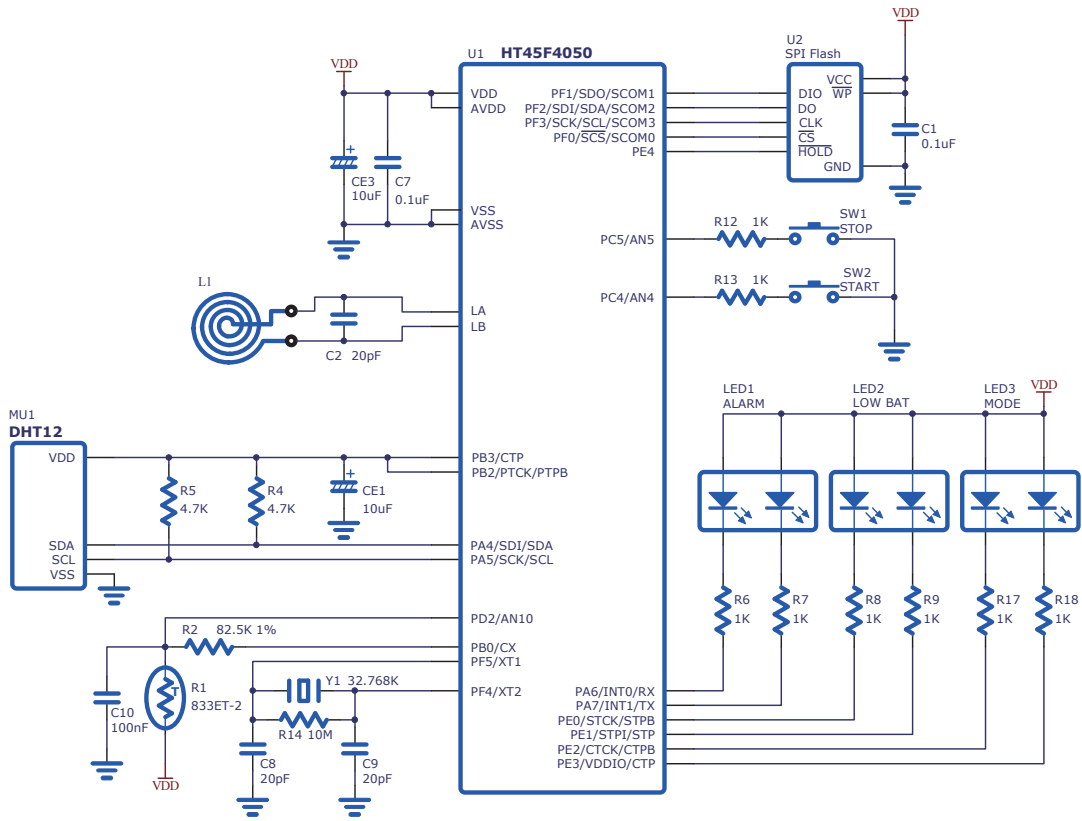 VDD
U2
SPI Flash
VCC
WP
DIO
DO
CLK
CS
HOLD
GND
C1
0.1uF
U1 HT45F4050
VDD
VDD
AVDD
CE3
10uF
C7
0.1uF
VSS
AVSS
PF1/SDO/SCOM1
PF2/SDI/SDA/SCOM2
PF3/SCK/SCL/SCOM3
PF0/SCS/SCOM0
PE4
PC5/AN5
R12 1K
SW1
STOP
PC4/AN4
R13 1K
SW2
START
L1
LA
LB
C2 20pF
MU1
DHT12
VDD
SDA
SCL
VSS
R5
4.7K
R4
4.7K
CE1
10uF
PB3/CTP
PB2/PTCK/PTPB
PA4/SDI/SDA
PA5/SCK/SCL
PD2/AN10
PB0/CX
PF5/XT1
PF4/XT2
R2 82.5K 1%
T
R1
833ET-2
VDD
C10
100nF
Y1 32.768K
R14 10M
C8
20pF
C9
20pF
LED1
ALARM
LED2
LOW BAT
LED3
MODE
VDD
R6
1K
R7
1K
R8
1K
R9
1K
R17
1K
R18
1K
PA6/INT0/RX
PA7/INT1/TX
PE0/STCK/STPB
PE1/STPI/STP
PE2/CTCK/CTPB
PE3/VDDIO/CTP